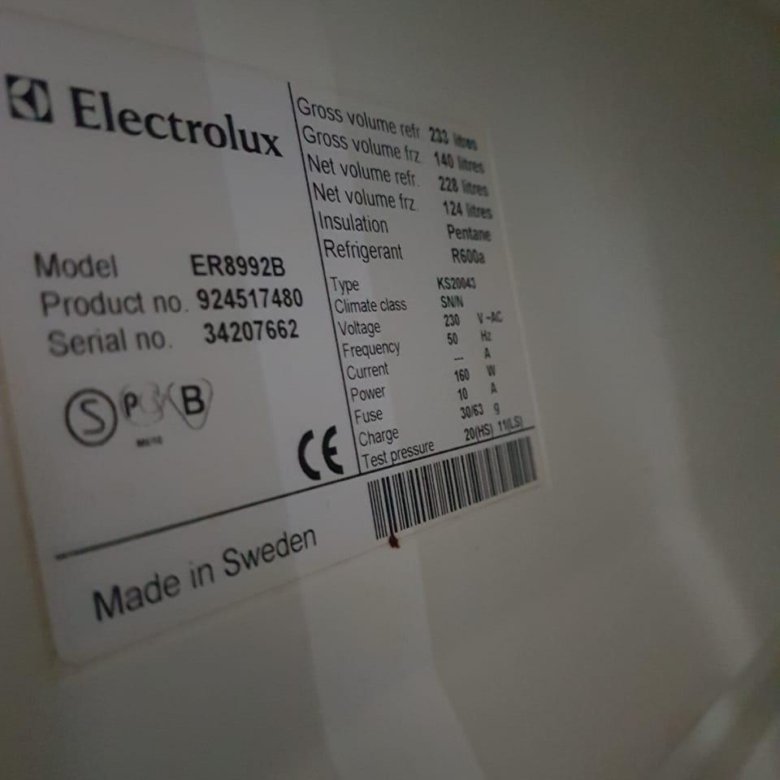 Electrolux
Model ER8992B
Product no. 924517480
Serial no. 34207662
S P B
CE
Made in Sweden
Gross volume refr 233 litres
Gross volume frz 140 litres
Net volume refr. 228 litres
Net volume frz. 124 litres
Insulation Pentane
Refrigerant R600a
Type KS20043
Climate class SN/N
Voltage 230 V~AC
Frequency 50 Hz
Current --- A
Power 160 W
Fuse 10 A
Charge 30/63 g
Test pressure 20(HS) 11(LS)